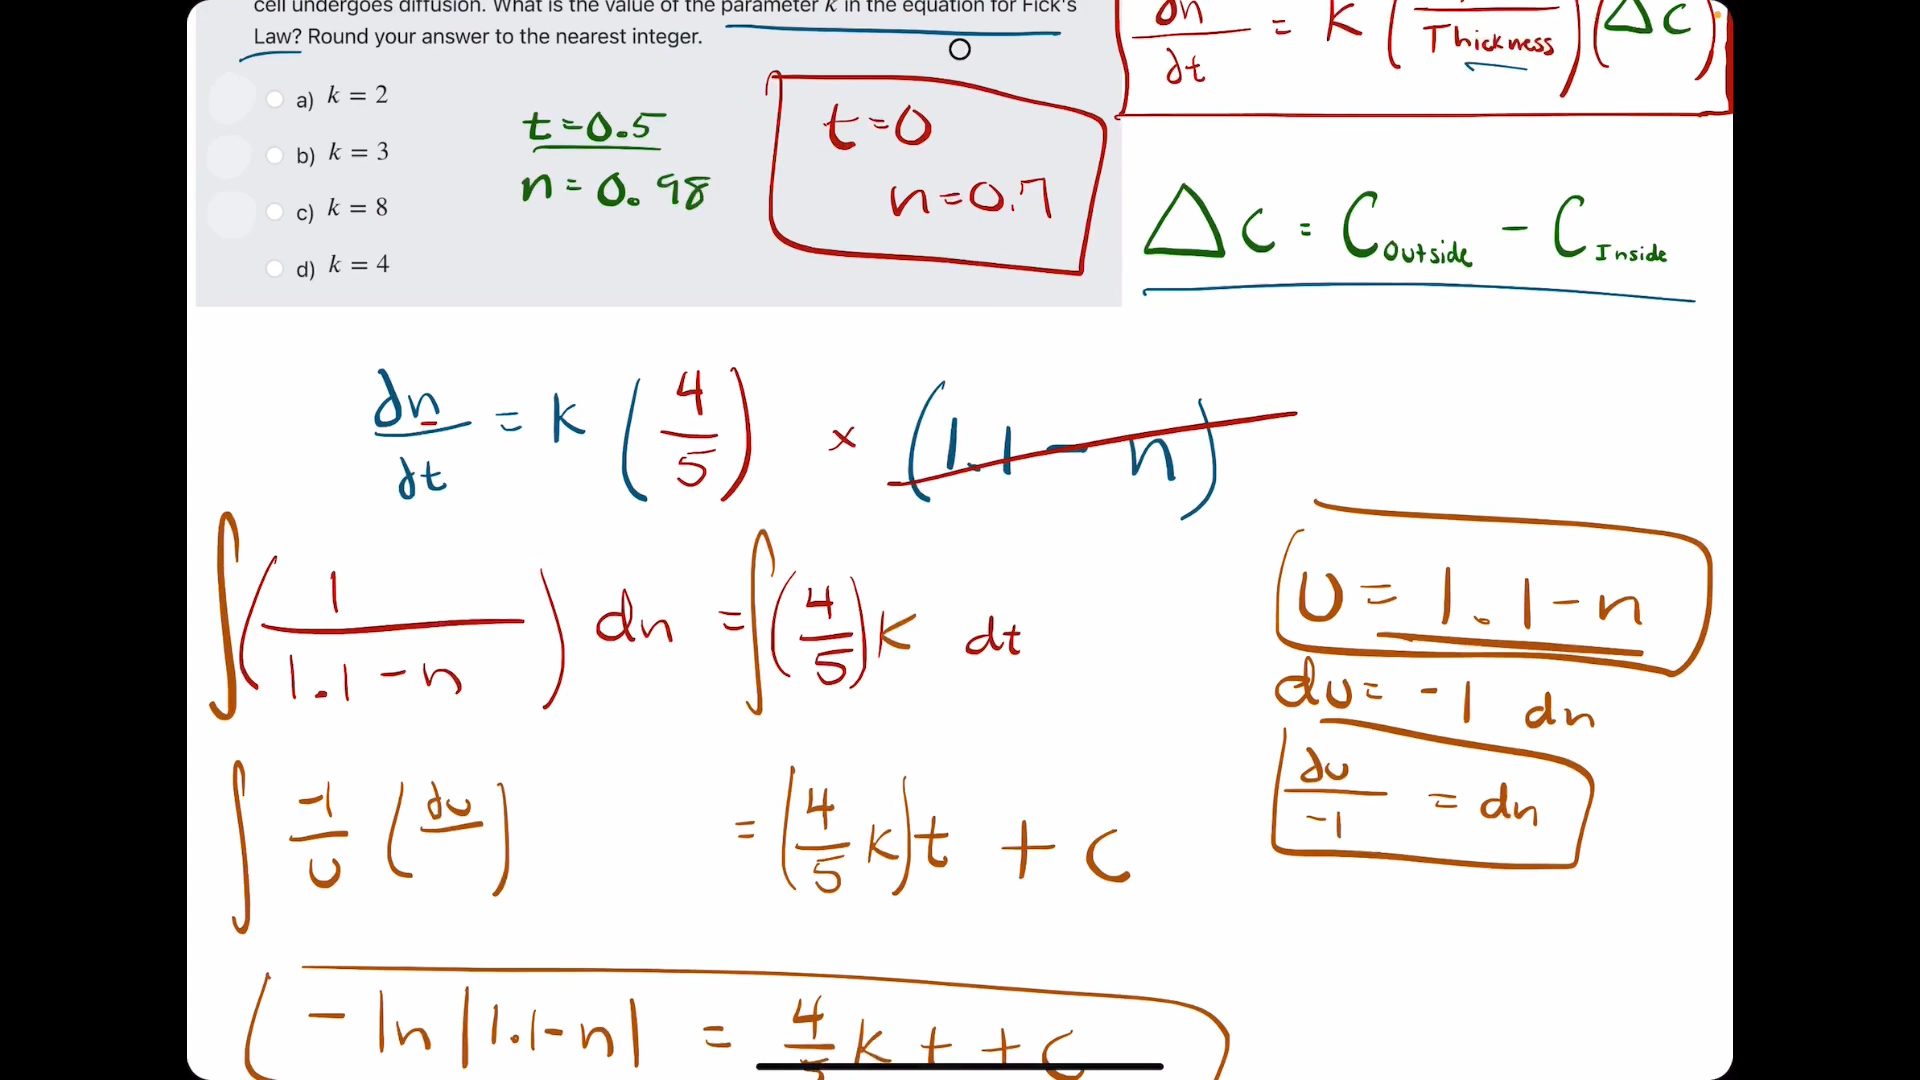 cell undergoes diffusion. What is the value of the parameter k in the equation for Fick's
Law? Round your answer to the nearest integer.
a) k = 2
b) k = 3
c) k = 8
d) k = 4
t=0.5
n=0.98
t=0
n=0.7
dn/dt = k ( /Thickness)(ΔC)
ΔC = C Outside - C Inside
dn/dt = k (4/5) x (1.1 - n)
∫(1/1.1-n) dn = ∫(4/5)k dt
U = 1.1-n
du = -1 dn
du/-1 = dn
∫ -1/U (du) = (4/5 k)t + C
-ln|1.1-n| = 4/5 k t + C